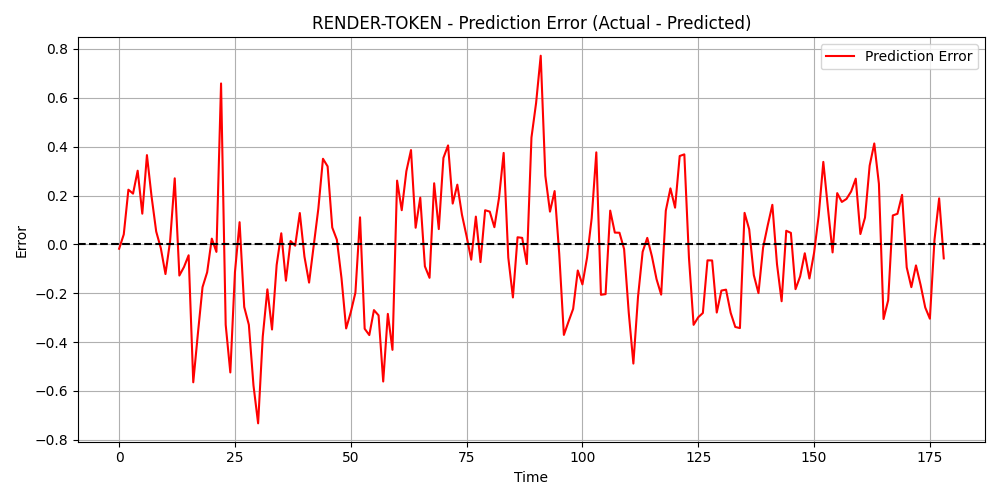 RENDER-TOKEN - Prediction Error (Actual - Predicted)
Prediction Error
0.8
0.6
0.4
0.2
0.0
−0.2
−0.4
−0.6
−0.8
Error
0 25 50 75 100 125 150 175
Time